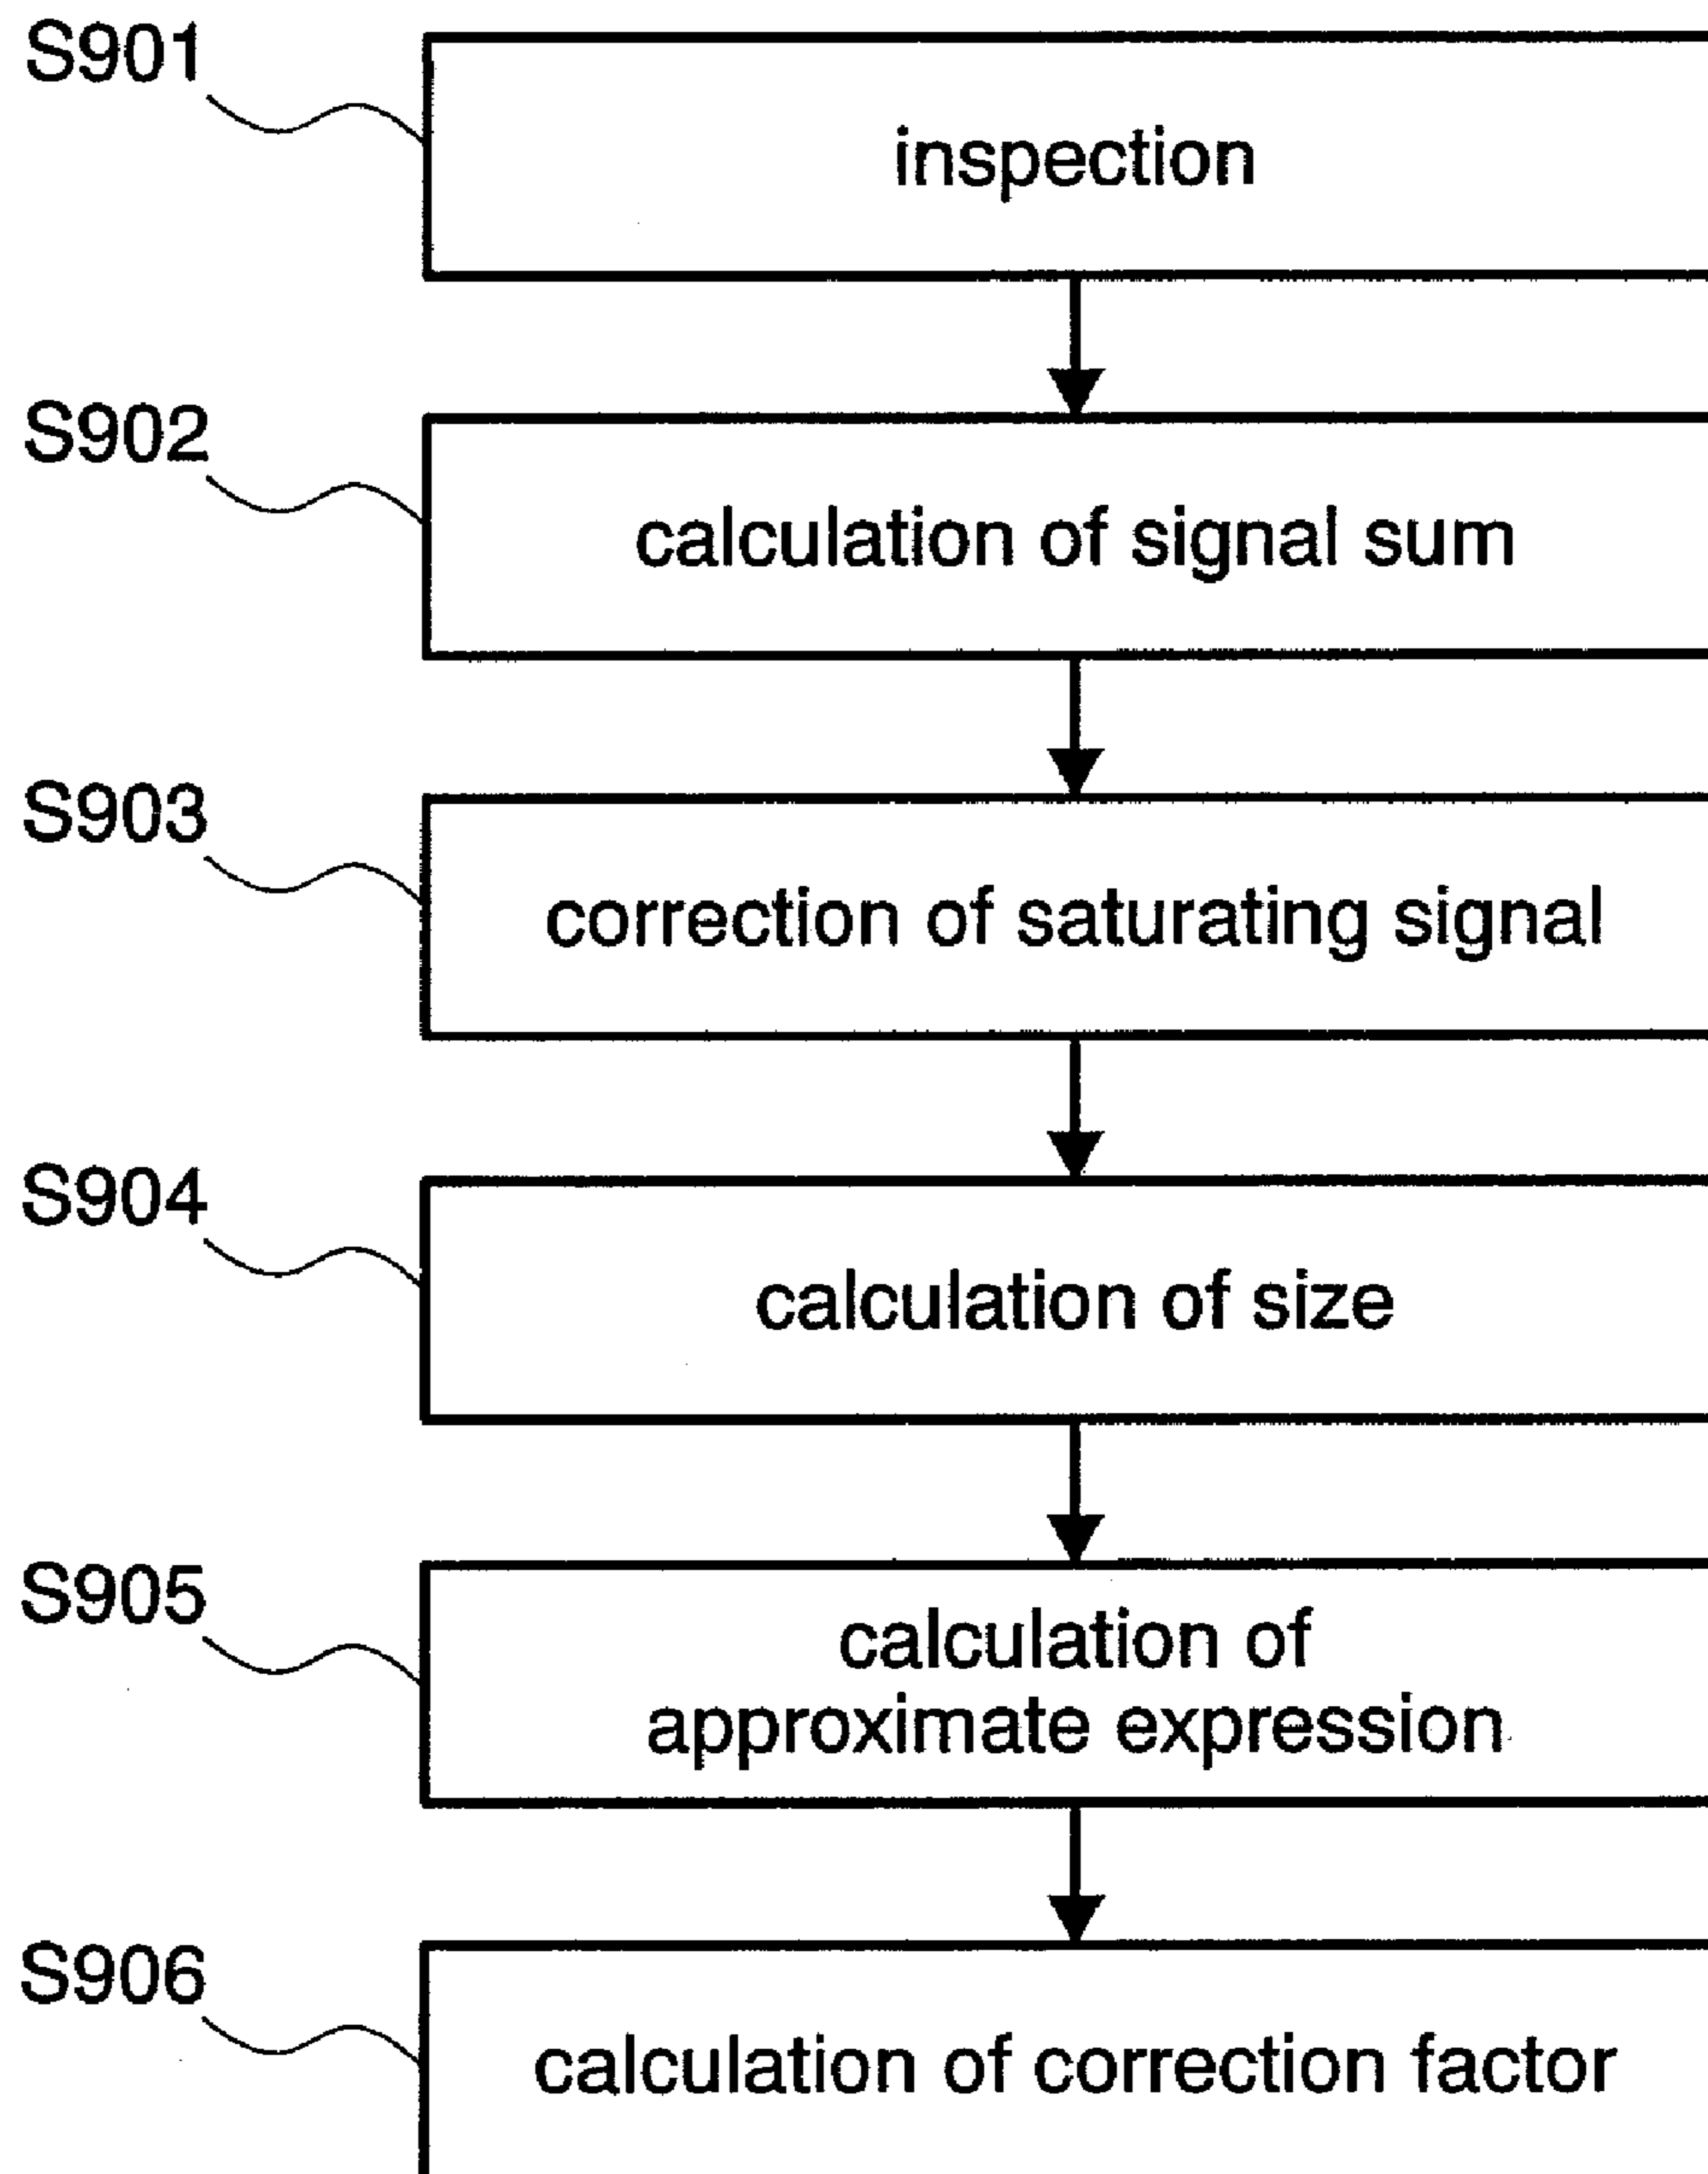 S901
inspection
S902
calculation of signal sum
S903
correction of saturating signal
S904
calculation of size
S905
calculation of
approximate expression
S906
calculation of correction factor